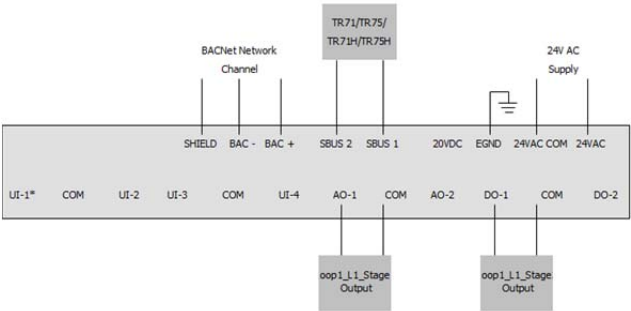 TR71/TR75/
TR71H/TR75H
BACNet Network
Channel
24V AC
Supply
SHIELD BAC - BAC + SBUS 2 SBUS 1 20VDC EGND 24VAC COM 24VAC
UI-1* COM UI-2 UI-3 COM UI-4 AO-1 COM AO-2 DO-1 COM DO-2
oop1_L1_Stage
Output
oop1_L1_Stage
Output